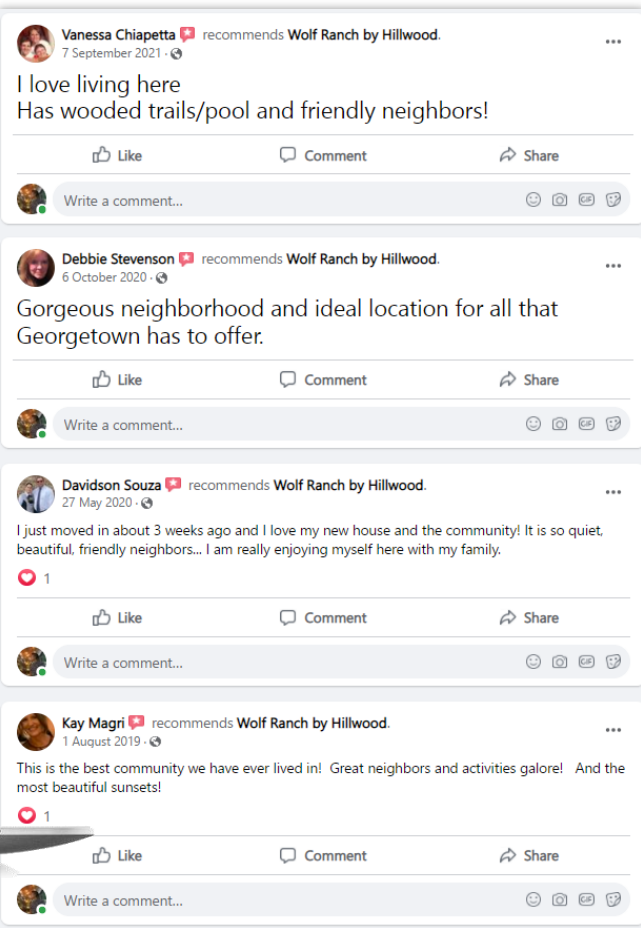 Vanessa Chiapetta recommends Wolf Ranch by Hillwood.
7 September 2021 ·
I love living here
Has wooded trails/pool and friendly neighbors!
Like Comment Share
Write a comment...
GIF
Debbie Stevenson recommends Wolf Ranch by Hillwood.
6 October 2020 ·
Gorgeous neighborhood and ideal location for all that
Georgetown has to offer.
Like Comment Share
Write a comment...
GIF
Davidson Souza recommends Wolf Ranch by Hillwood.
27 May 2020 ·
I just moved in about 3 weeks ago and I love my new house and the community! It is so quiet,
beautiful, friendly neighbors... I am really enjoying myself here with my family.
1
Like Comment Share
Write a comment...
GIF
Kay Magri recommends Wolf Ranch by Hillwood.
1 August 2019 ·
This is the best community we have ever lived in! Great neighbors and activities galore! And the
most beautiful sunsets!
1
Like Comment Share
Write a comment...
GIF